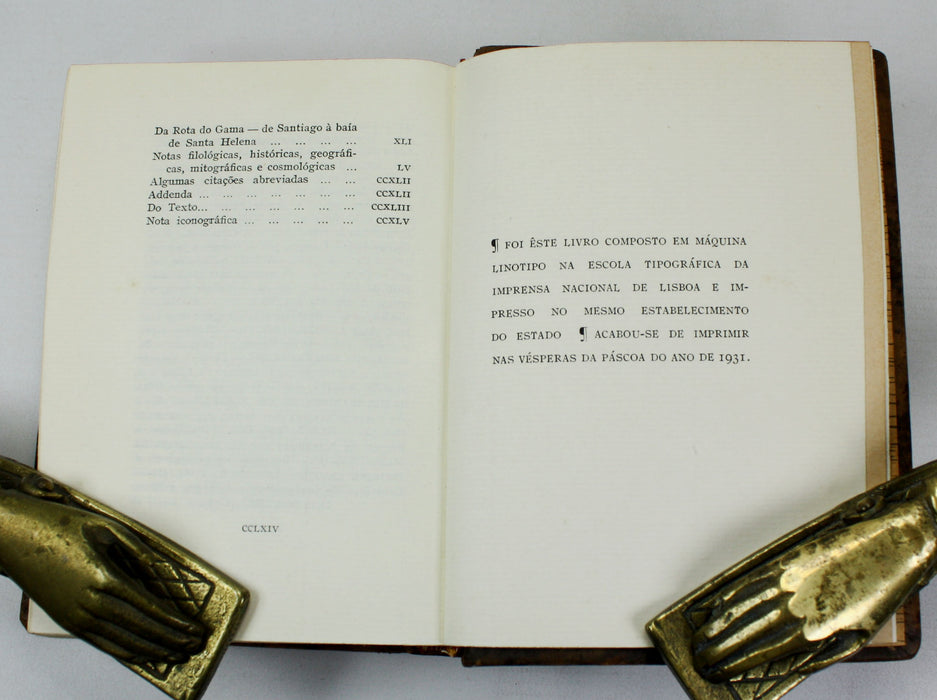 Da Rota do Gama — de Santiago à baía
de Santa Helena ... ... ... ... XLI
Notas filológicas, históricas, geográfi-
cas, mitográficas e cosmológicas ... LV
Algumas citações abreviadas ... ... CCXLII
Addenda ... ... ... ... ... ... ... CCXLII
Do Texto... ... ... ... ... ... ... CCXLIII
Nota iconográfica ... ... ... ... ... CCXLV
CCLXIV
¶ FOI ÊSTE LIVRO COMPOSTO EM MÁQUINA
LINOTIPO NA ESCOLA TIPOGRÁFICA DA
IMPRENSA NACIONAL DE LISBOA E IM-
PRESSO NO MESMO ESTABELECIMENTO
DO ESTADO ¶ ACABOU-SE DE IMPRIMIR
NAS VÉSPERAS DA PÁSCOA DO ANO DE 1931.